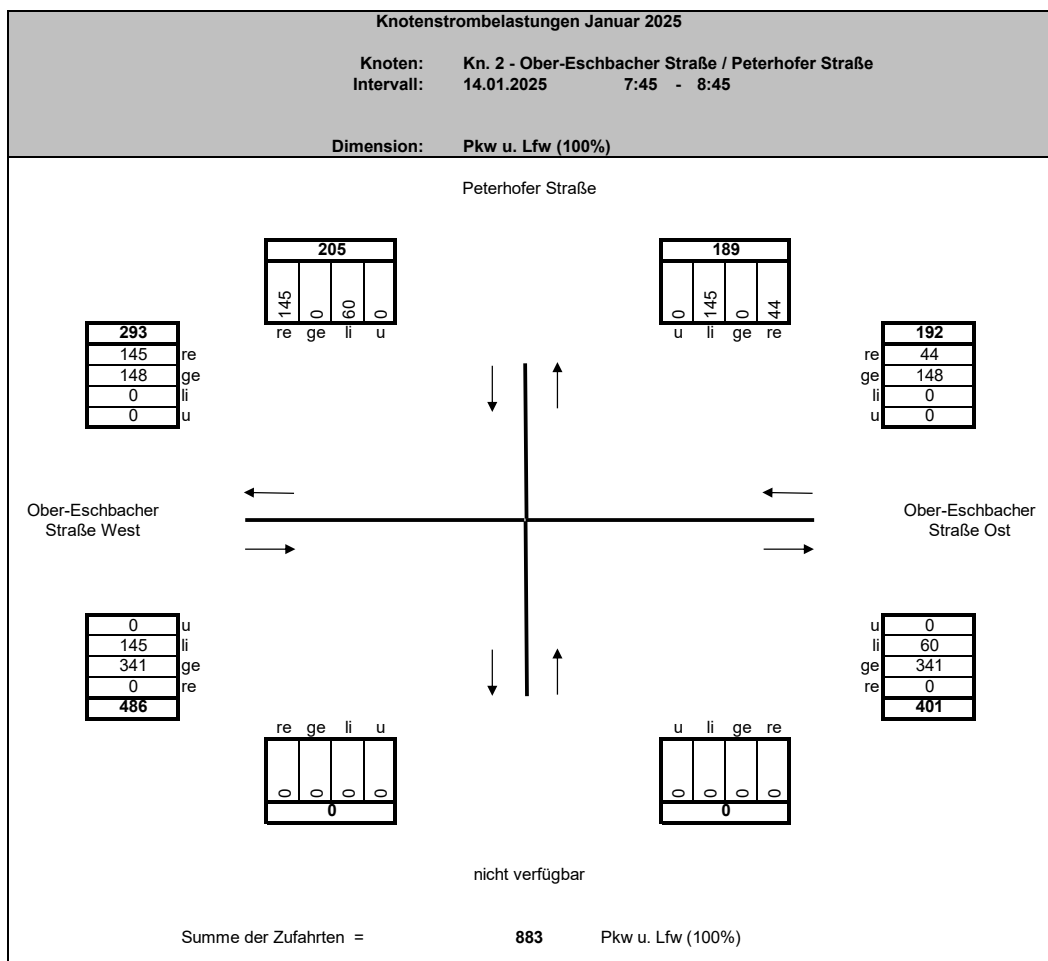 Knotenstrombelastungen Januar 2025
Knoten: Kn. 2 - Ober-Eschbacher Straße / Peterhofer Straße
Intervall: 14.01.2025 7:45 - 8:45
Dimension: Pkw u. Lfw (100%)
Peterhofer Straße
205 189
145 0 60 0 0 145 0 44
re ge li u u li ge re
293 192
145 re re 44
148 ge ge 148
0 li li 0
0 u u 0
Ober-Eschbacher Ober-Eschbacher
Straße West Straße Ost
0 u u 0
145 li li 60
341 ge ge 341
0 re re 0
486 401
re ge li u u li ge re
0 0 0 0 0 0 0 0
0 0
nicht verfügbar
Summe der Zufahrten = 883 Pkw u. Lfw (100%)